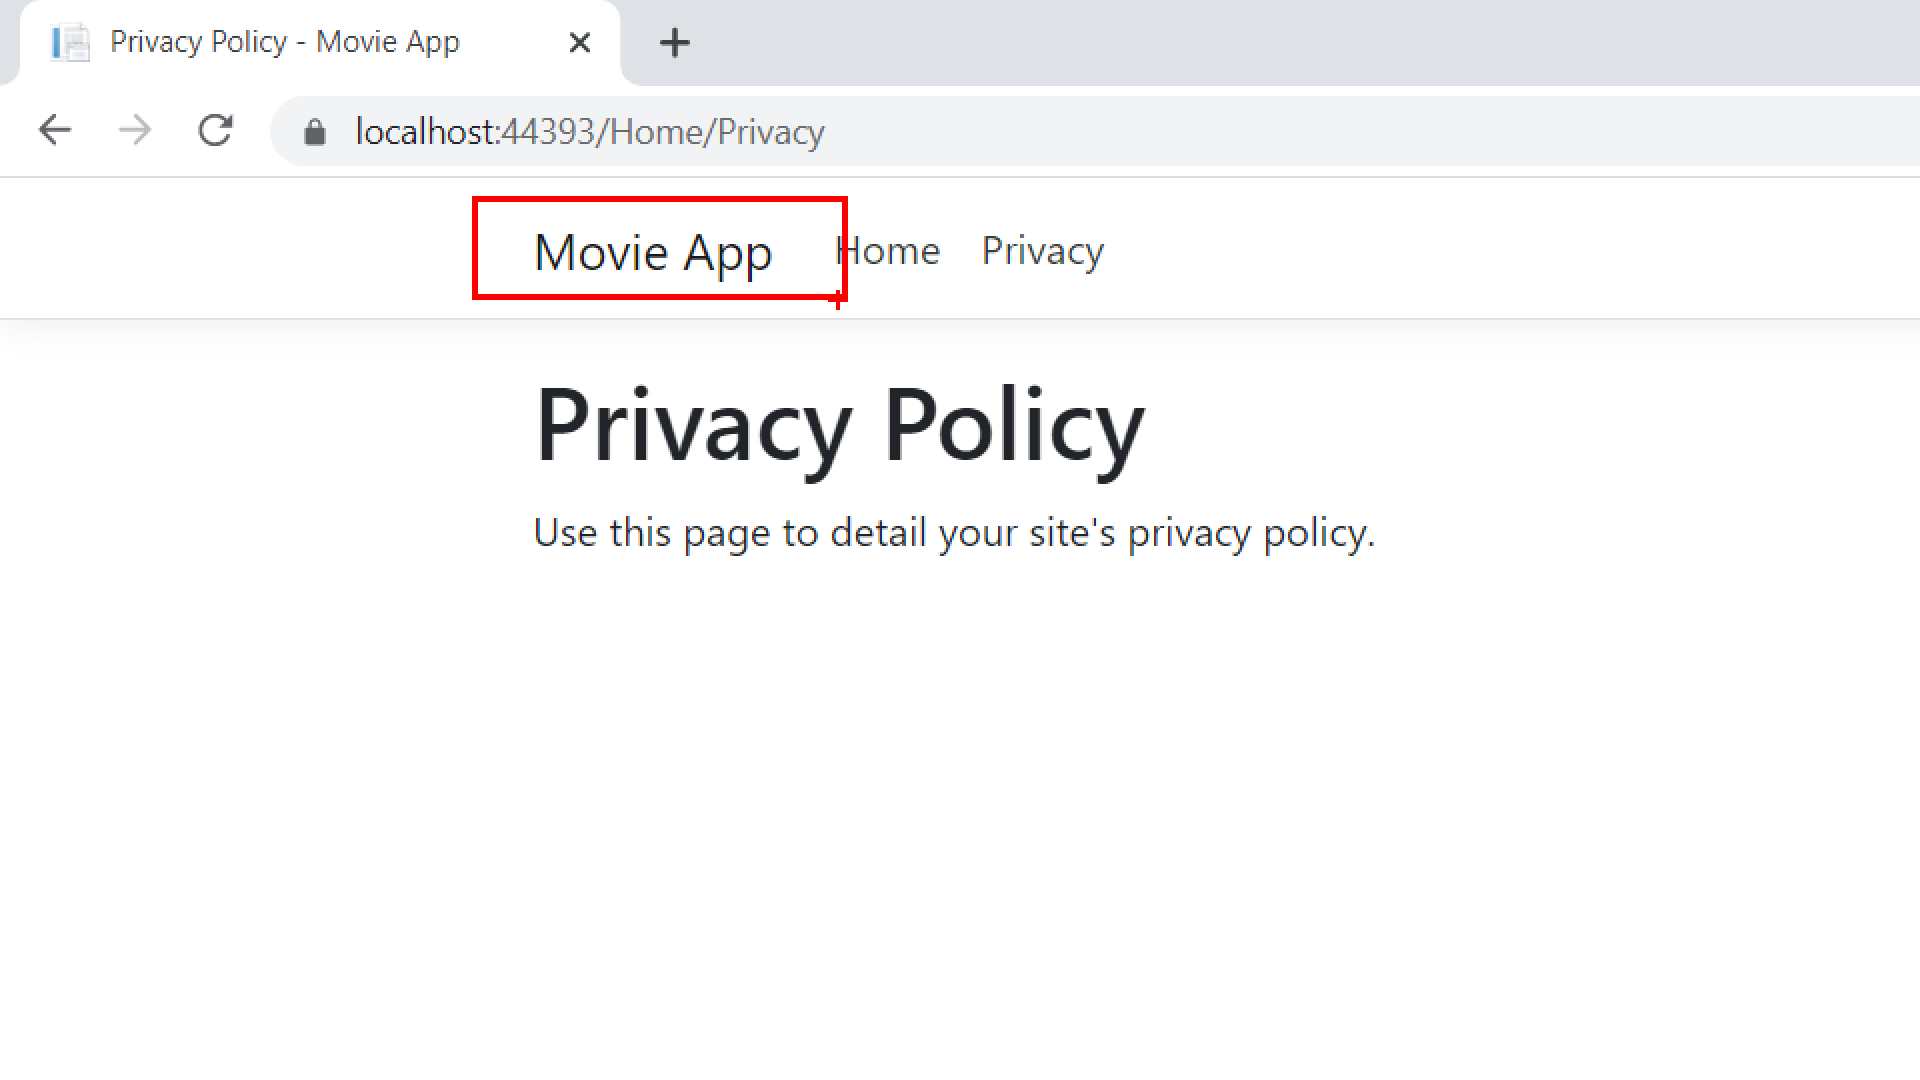 Privacy Policy - Movie App
localhost:44393/Home/Privacy
Movie App Home Privacy
Privacy Policy
Use this page to detail your site's privacy policy.